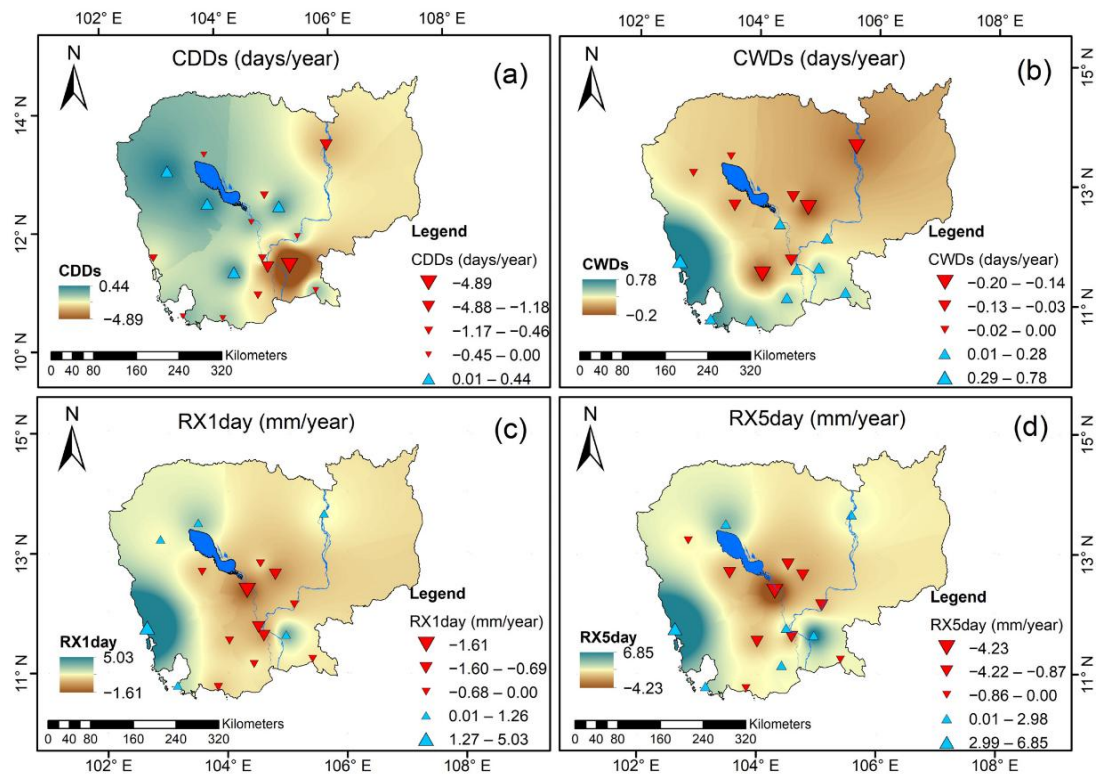 102° E 104° E 106° E
102° E 104° E 106° E 108° E
N
CDDs (days/year)
(a)
14° N
12° N
10° N
Legend
CDDs (days/year)
−4.89
−4.88 – −1.18
−1.17 – −0.46
−0.45 – 0.00
0.01 – 0.44
CDDs
0.44
−4.89
Kilometers
0 40 80 160 240 320
N
CWDs (days/year)
(b)
15° N
13° N
11° N
Legend
CWDs (days/year)
−0.20 – −0.14
−0.13 – −0.03
−0.02 – 0.00
0.01 – 0.28
0.29 – 0.78
CWDs
0.78
−0.2
Kilometers
0 40 80 160 240 320
N
RX1day (mm/year)
(c)
15° N
13° N
11° N
Legend
RX1day (mm/year)
−1.61
−1.60 – −0.69
−0.68 – 0.00
0.01 – 1.26
1.27 – 5.03
RX1day
5.03
−1.61
Kilometers
0 40 80 160 240 320
N
RX5day (mm/year)
(d)
15° N
13° N
11° N
Legend
RX5day (mm/year)
−4.23
−4.22 – −0.87
−0.86 – 0.00
0.01 – 2.98
2.99 – 6.85
RX5day
6.85
−4.23
Kilometers
0 40 80 160 240 320
102° E 104° E 106° E 108° E
102° E 104° E 106° E 108° E